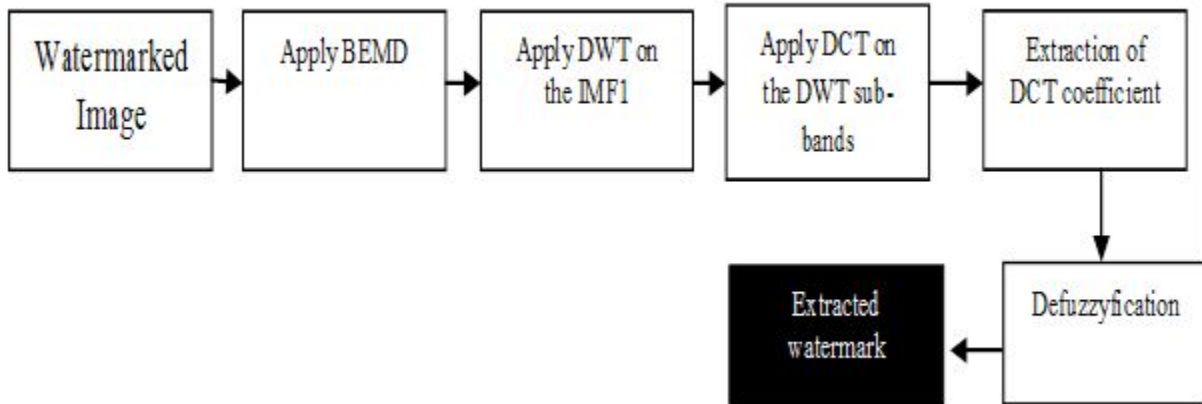 Watermarked
Image
Apply BEMD
Apply DWT on
the IMF1
Apply DCT on
the DWT sub-
bands
Extraction of
DCT coefficient
Defuzzyfication
Extracted
watermark